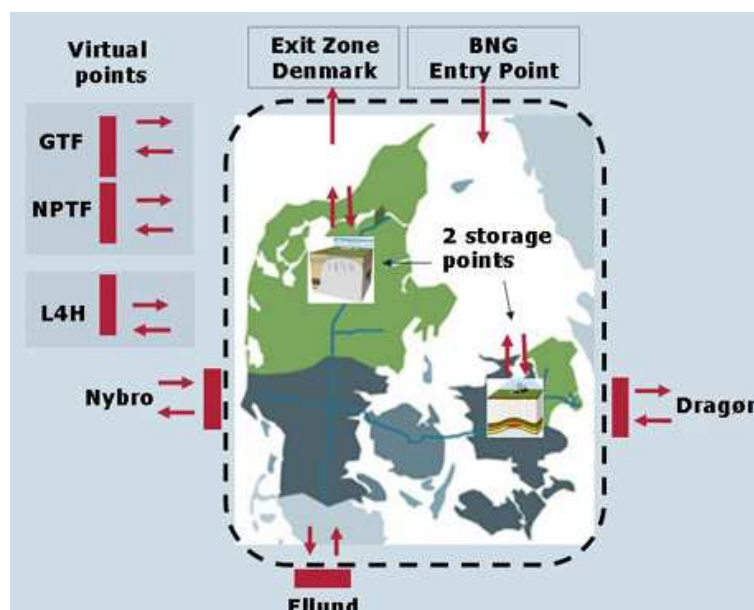 Virtual
points
Exit Zone
Denmark
BNG
Entry Point
GTF
NPTF
L4H
2 storage
points
Nybro
Dragør
Ellund